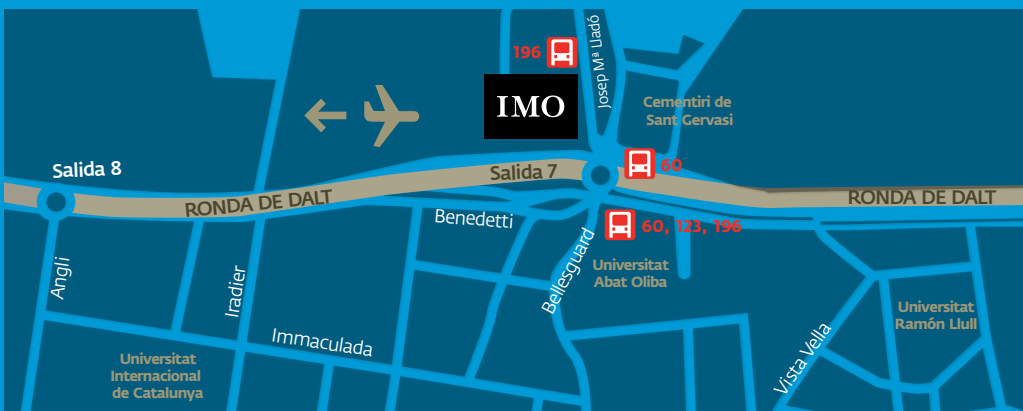 196
Josep Mª Lladó
IMO
Cementiri de
Sant Gervasi
Salida 8
Salida 7
60
RONDA DE DALT
RONDA DE DALT
Benedetti
60, 123, 196
Bellesguard
Universitat
Abat Oliba
Angli
Iradier
Universitat
Ramón Llull
Immaculada
Vista Vella
Universitat
Internacional
de Catalunya